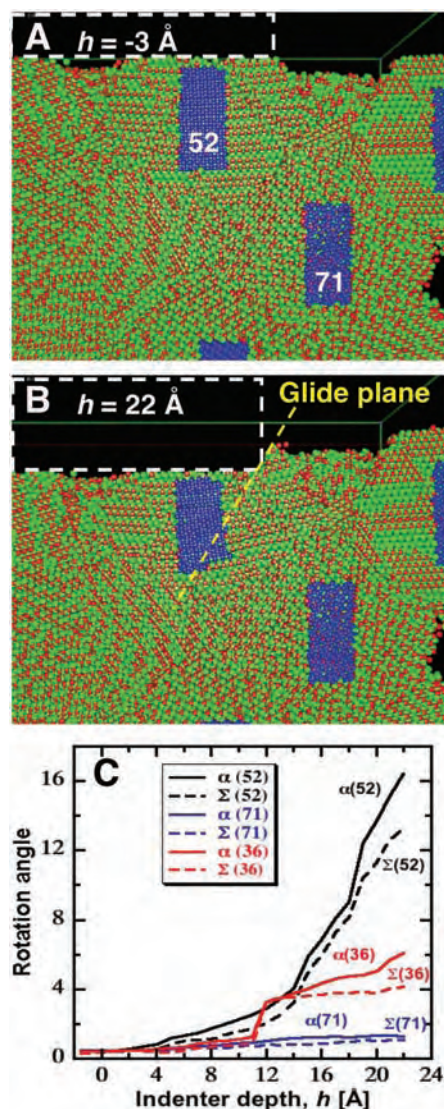 A
h = -3 Å
52
71
B
h = 22 Å
Glide plane
C
α (52)
Σ (52)
α (71)
Σ (71)
α (36)
Σ (36)
α(52)
Σ(52)
α(36)
Σ(36)
α(71)
Σ(71)
16
12
8
4
0
Rotation angle
0 4 8 12 16 20 24
Indenter depth, h [Å]